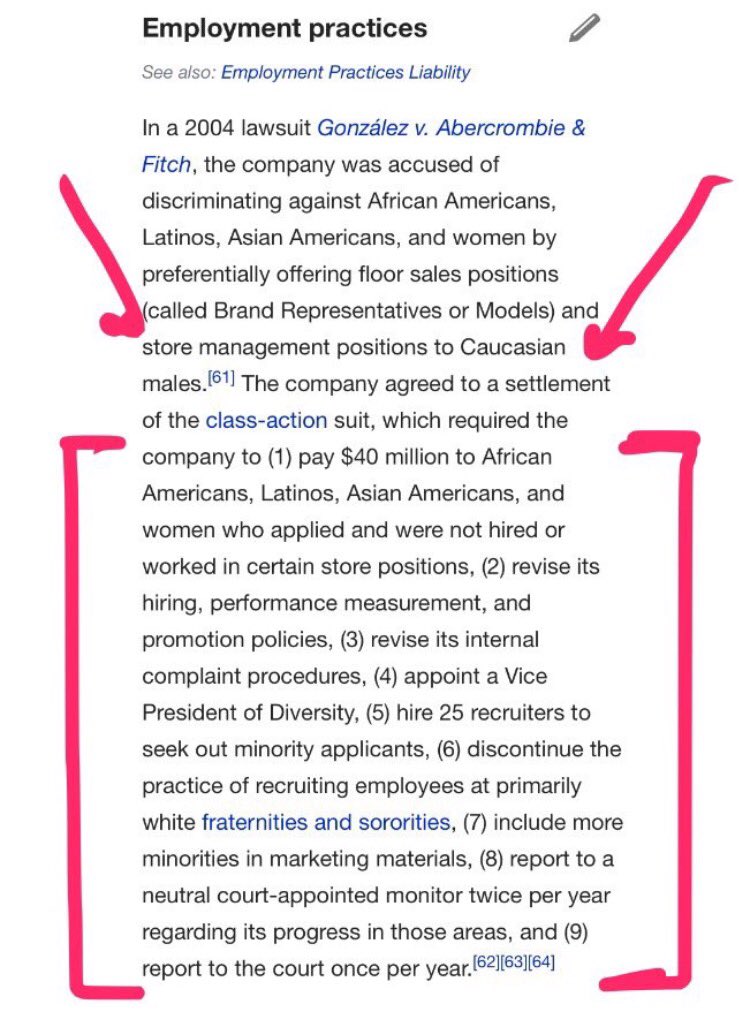 Employment practices
See also: Employment Practices Liability
In a 2004 lawsuit González v. Abercrombie &
Fitch, the company was accused of
discriminating against African Americans,
Latinos, Asian Americans, and women by
preferentially offering floor sales positions
(called Brand Representatives or Models) and
store management positions to Caucasian
males.[61] The company agreed to a settlement
of the class-action suit, which required the
company to (1) pay $40 million to African
Americans, Latinos, Asian Americans, and
women who applied and were not hired or
worked in certain store positions, (2) revise its
hiring, performance measurement, and
promotion policies, (3) revise its internal
complaint procedures, (4) appoint a Vice
President of Diversity, (5) hire 25 recruiters to
seek out minority applicants, (6) discontinue the
practice of recruiting employees at primarily
white fraternities and sororities, (7) include more
minorities in marketing materials, (8) report to a
neutral court-appointed monitor twice per year
regarding its progress in those areas, and (9)
report to the court once per year.[62][63][64]